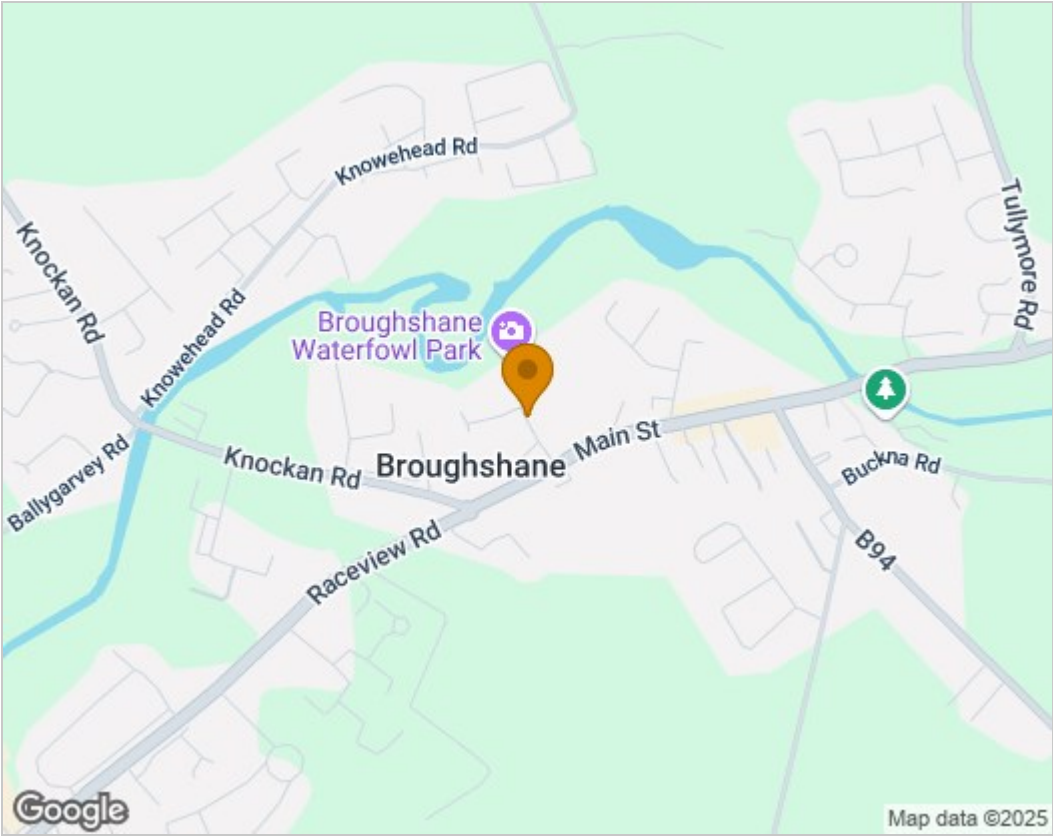 Knowehead Rd
Tullymore Rd
Knockan Rd
Knowehead Rd
Broughshane
Waterfowl Park
Main St
Ballygarvey Rd
Knockan Rd
Broughshane
Buckna Rd
Raceview Rd
B94
Google
Map data ©2025